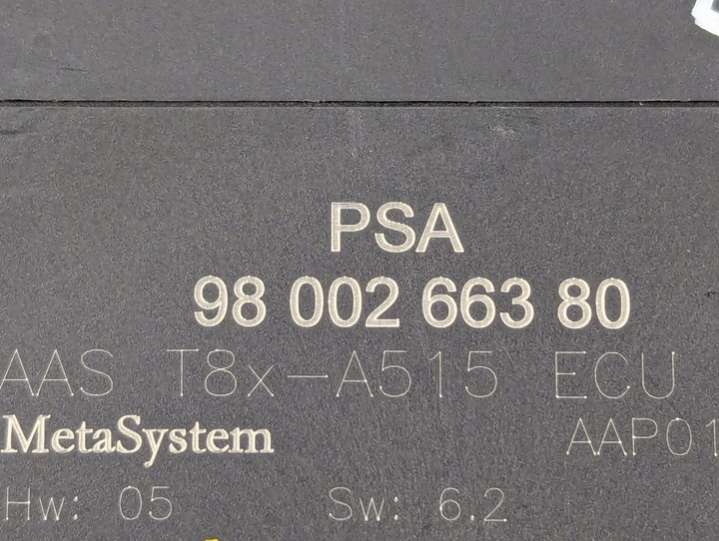 PSA
98 002 663 80
AAS T8x-A515 ECU
MetaSystem AAP01
Hw: 05 Sw: 6.2